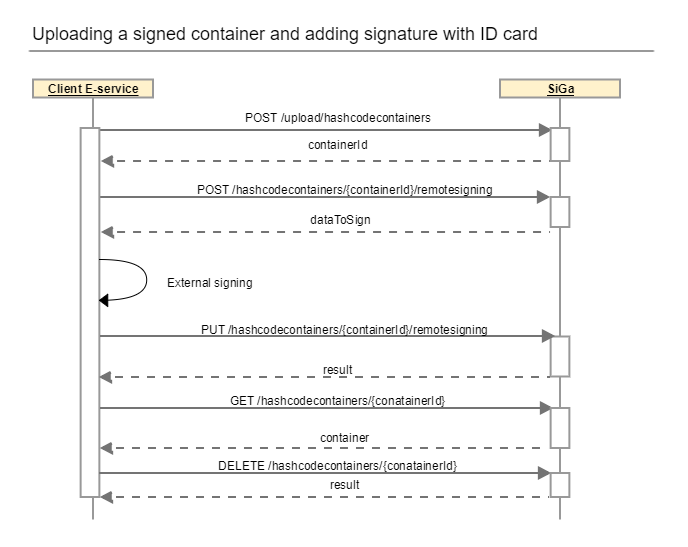 Uploading a signed container and adding signature with ID card
Client E-service
SiGa
POST /upload/hashcodecontainers
containerId
POST /hashcodecontainers/{containerId}/remotesigning
dataToSign
External signing
PUT /hashcodecontainers/{containerId}/remotesigning
result
GET /hashcodecontainers/{conatainerId}
container
DELETE /hashcodecontainers/{conatainerId}
result